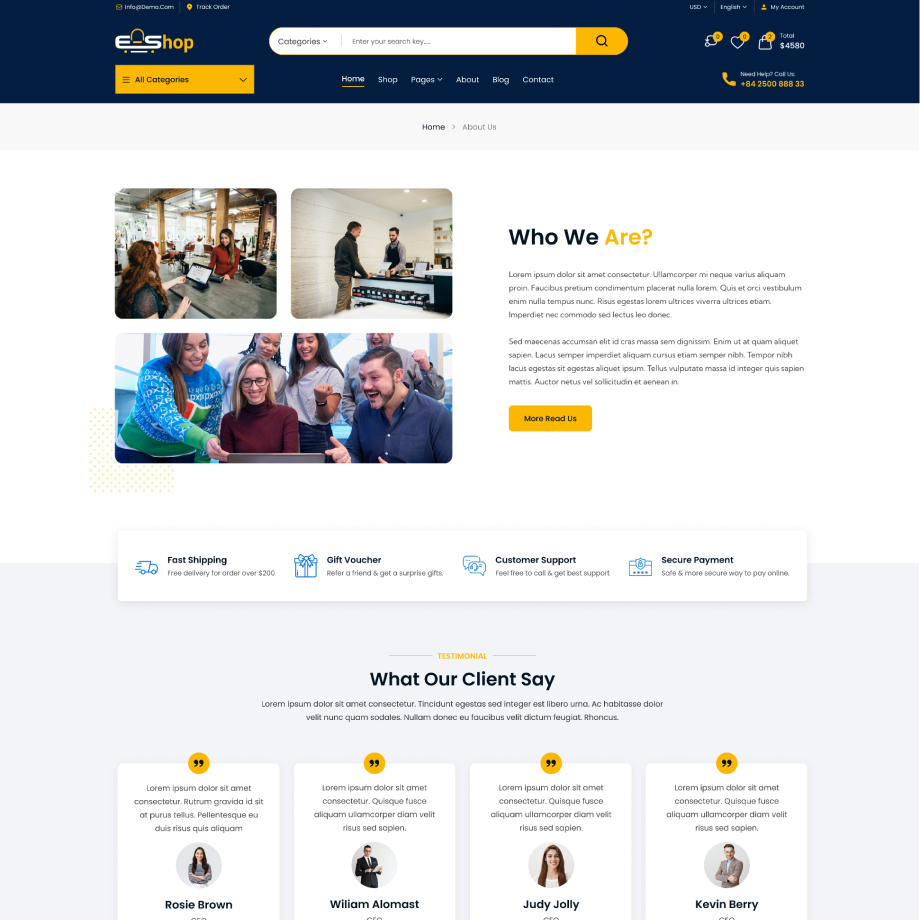 Info@Demo.Com
Track Order
USD
English
My Account
E-Shop
Categories
Enter your search key....
0
0
2
Total
$4580
All Categories
Home
Shop
Pages
About
Blog
Contact
Need Help? Call Us:
+84 2500 888 33
Home > About Us
Who We Are?
Lorem ipsum dolor sit amet consectetur. Ullamcorper mi neque varius aliquam
proin. Faucibus pretium condimentum placerat nulla lorem. Quis et orci vestibulum
enim nulla tempus nunc. Risus egestas lorem ultrices viverra ultrices etiam.
Imperdiet nec commodo sed lectus leo donec.
Sed maecenas accumsan elit id cras massa sem dignissim. Enim ut at quam aliquet
sapien. Lacus semper imperdiet aliquam cursus etiam semper nibh. Tempor nibh
lacus egestas sit egestas aliquet ipsum. Tellus vulputate massa id integer quis sapien
mattis. Auctor netus vel sollicitudin et aenean in.
More Read Us
Fast Shipping
Free delivery for order over $200
Gift Voucher
Refer a friend & get a surprise gifts.
Customer Support
Feel free to call & get best support
Secure Payment
Safe & more secure way to pay online.
TESTIMONIAL
What Our Client Say
Lorem ipsum dolor sit amet consectetur. Tincidunt egestas sed integer est libero urna. Ac habitasse dolor
velit nunc quam sodales. Nullam donec eu faucibus velit dictum feugiat. Rhoncus.
Lorem ipsum dolor sit amet
consectetur. Rutrum gravida id sit
at purus tellus. Pellentesque eu
duis risus quis aliquam
Rosie Brown
CEO
Lorem ipsum dolor sit amet
consectetur. Quisque fusce
aliquam ullamcorper diam velit
risus sed sapien.
Wiliam Alomast
CEO
Lorem ipsum dolor sit amet
consectetur. Quisque fusce
aliquam ullamcorper diam velit
risus sed sapien.
Judy Jolly
CEO
Lorem ipsum dolor sit amet
consectetur. Quisque fusce
aliquam ullamcorper diam velit
risus sed sapien.
Kevin Berry
CEO